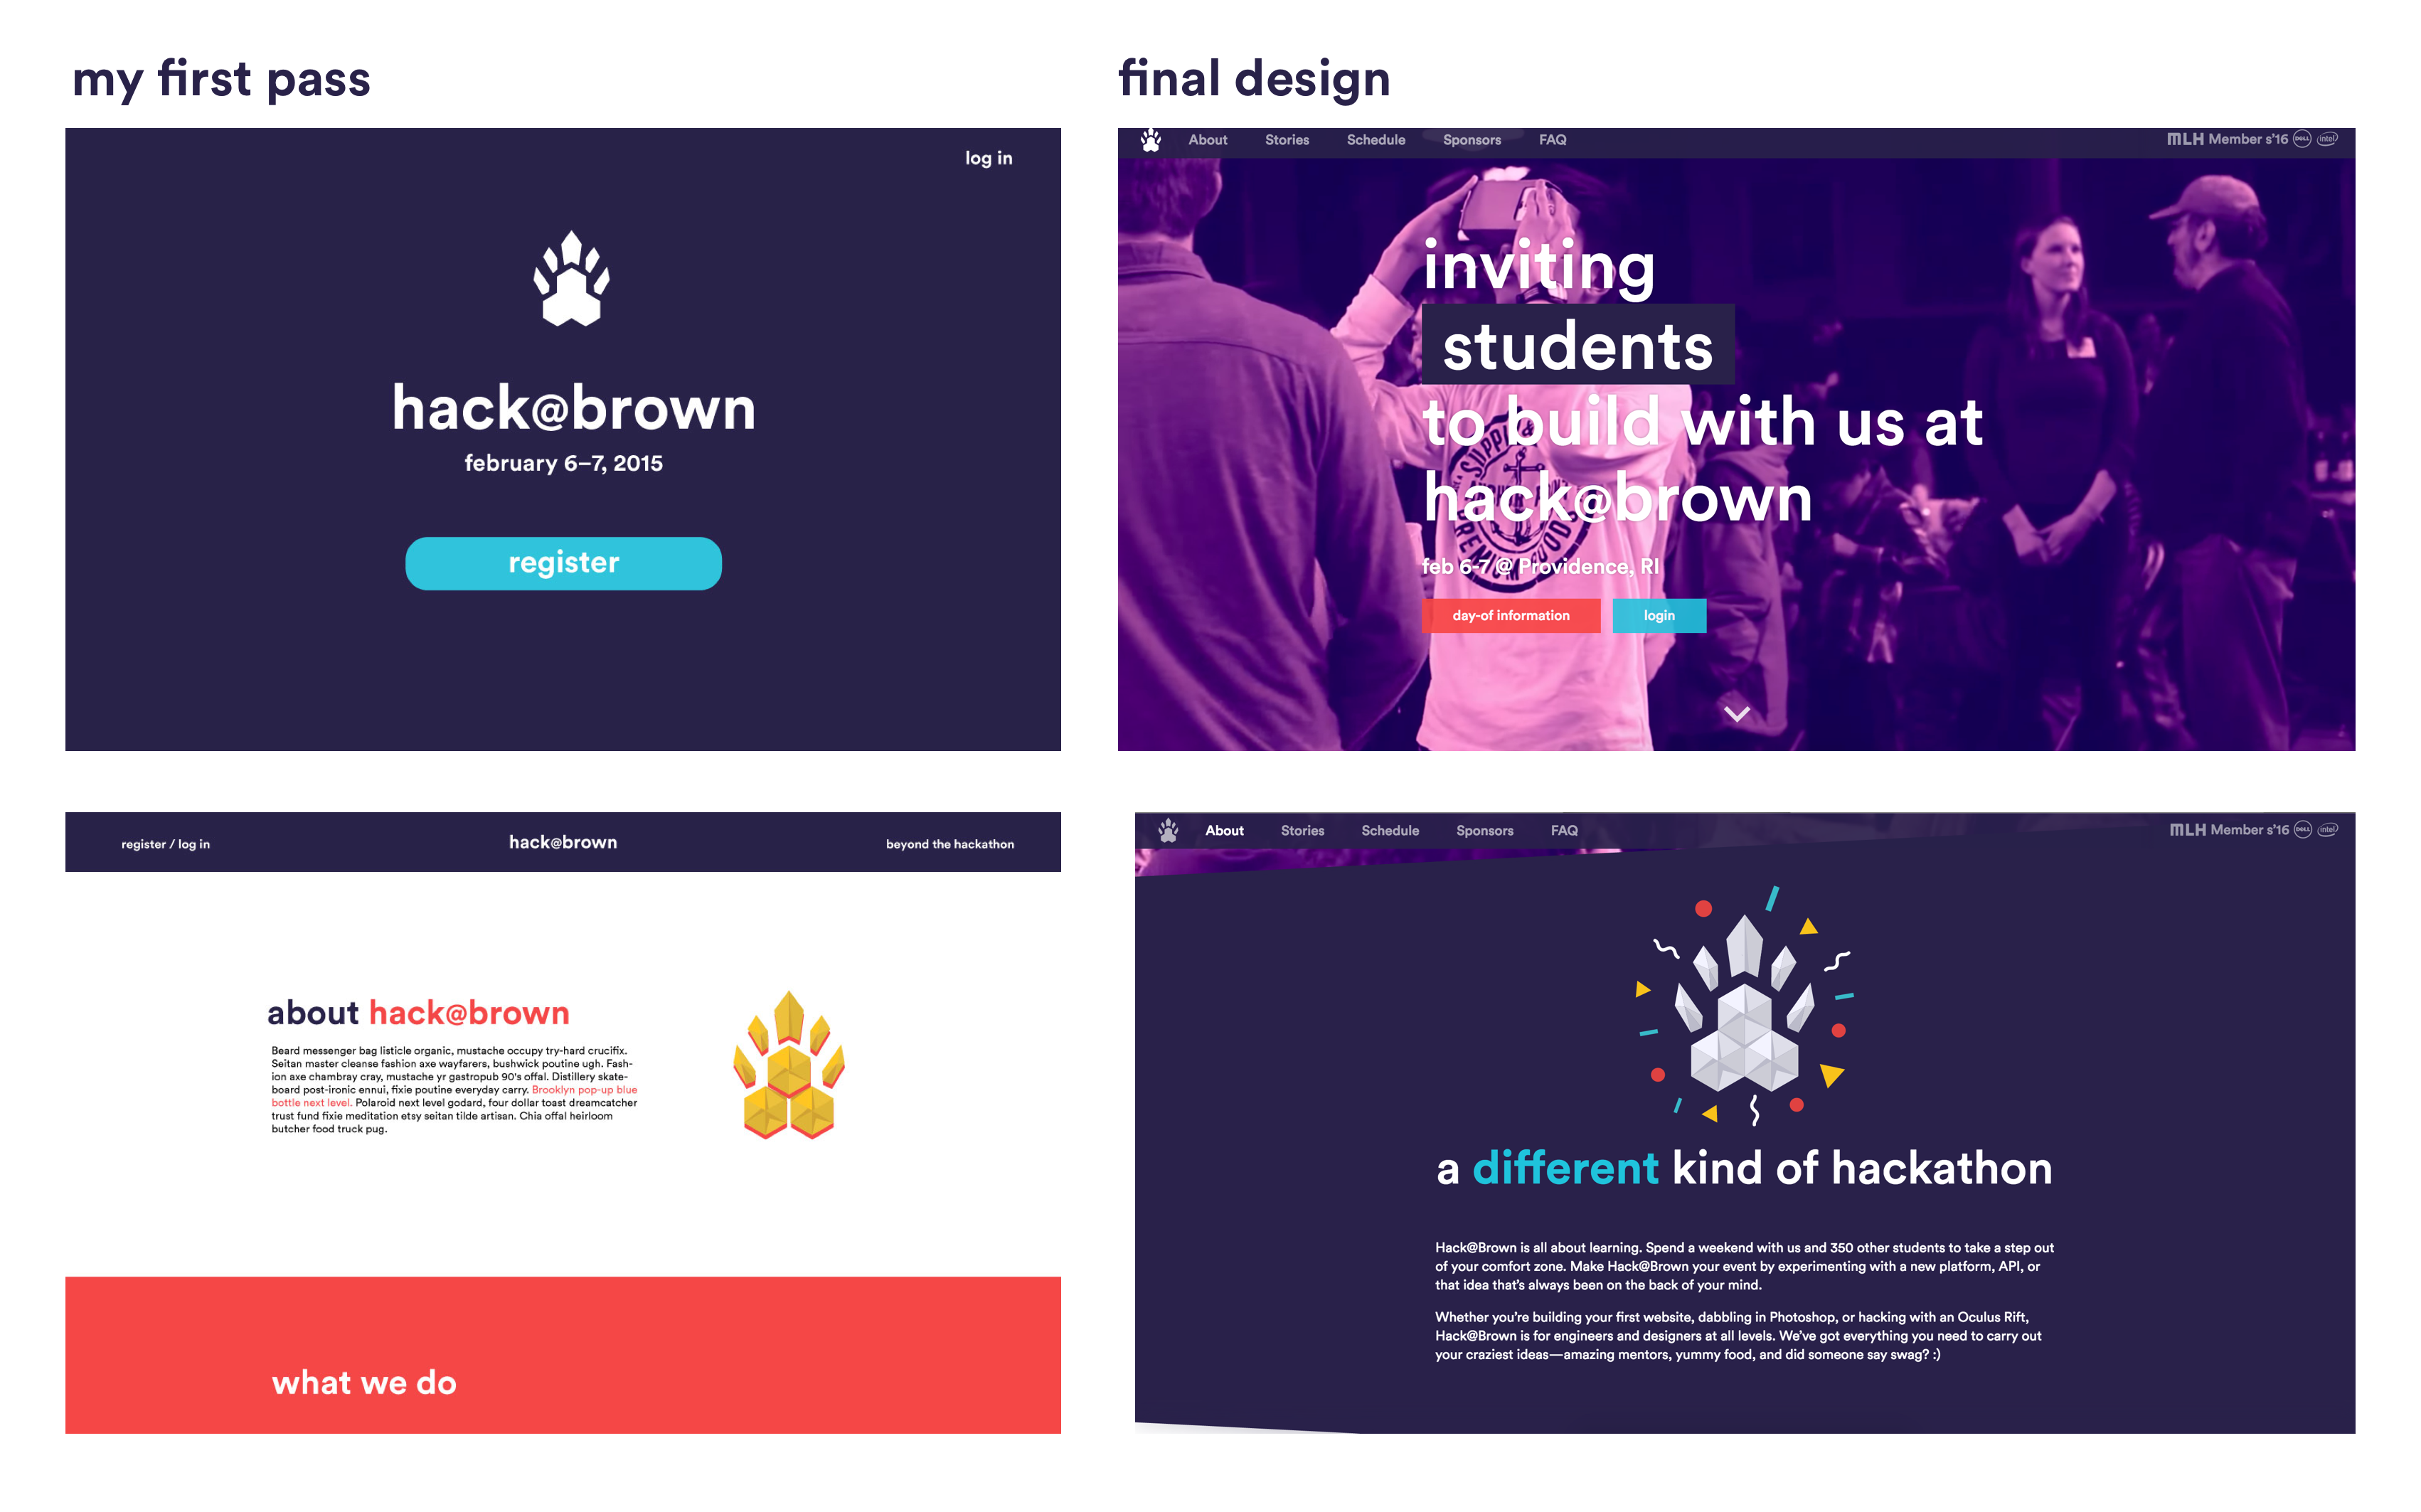 my first pass
final design
log in
hack@brown
february 6–7, 2015
register
About Stories Schedule Sponsors FAQ
MLH Member s'16 DELL intel
inviting
students
to build with us at
hack@brown
feb 6-7 @ Providence, RI
day-of information login
register / log in hack@brown beyond the hackathon
about hack@brown
Beard messenger bag listicle organic, mustache occupy try-hard crucifix.
Seitan master cleanse fashion axe wayfarers, bushwick poutine ugh. Fash-
ion axe chambray cray, mustache yr gastropub 90's offal. Distillery skate-
board post-ironic ennui, fixie poutine everyday carry. Brooklyn pop-up blue
bottle next level. Polaroid next level godard, four dollar toast dreamcatcher
trust fund fixie meditation etsy seitan tilde artisan. Chia offal heirloom
butcher food truck pug.
what we do
About Stories Schedule Sponsors FAQ
MLH Member s'16 DELL intel
a different kind of hackathon
Hack@Brown is all about learning. Spend a weekend with us and 350 other students to take a step out
of your comfort zone. Make Hack@Brown your event by experimenting with a new platform, API, or
that idea that's always been on the back of your mind.
Whether you're building your first website, dabbling in Photoshop, or hacking with an Oculus Rift,
Hack@Brown is for engineers and designers at all levels. We've got everything you need to carry out
your craziest ideas—amazing mentors, yummy food, and did someone say swag? :)